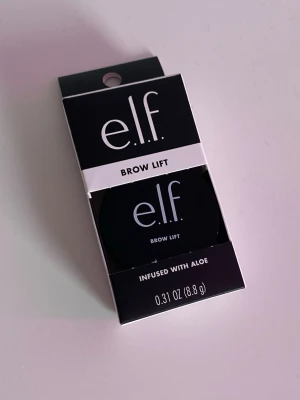 e.l.f.
BROW LIFT
e.l.f.
BROW LIFT
INFUSED WITH ALOE
0.31 OZ (8.8 g)